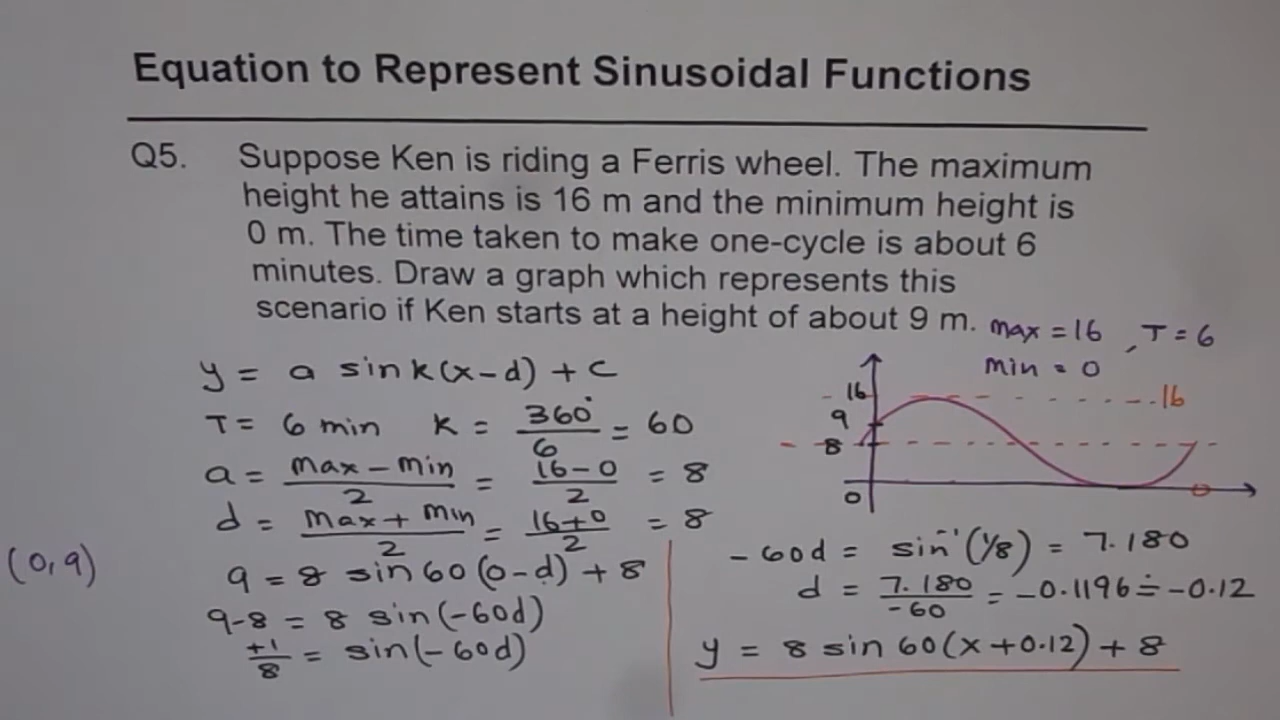 Equation to Represent Sinusoidal Functions
Q5. Suppose Ken is riding a Ferris wheel. The maximum
height he attains is 16 m and the minimum height is
0 m. The time taken to make one-cycle is about 6
minutes. Draw a graph which represents this
scenario if Ken starts at a height of about 9 m.
max = 16 , T = 6
min = 0
y = a sin k(x-d) + c
T = 6 min k = 360°/6 = 60
a = max - min/2 = 16-0/2 = 8
d = max + min/2 = 16+0/2 = 8
(0,9)
9 = 8 sin 60(0-d) + 8
9-8 = 8 sin(-60d)
+1/8 = sin(-60d)
16 16
9
8
0 0
-60d = sin⁻¹(1/8) = 7.180
d = 7.180/-60 = -0.1196 ≐ -0.12
y = 8 sin 60(x+0.12) + 8